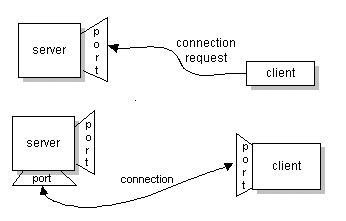 server
port
connection
request
client
server
port
port
connection
port
client